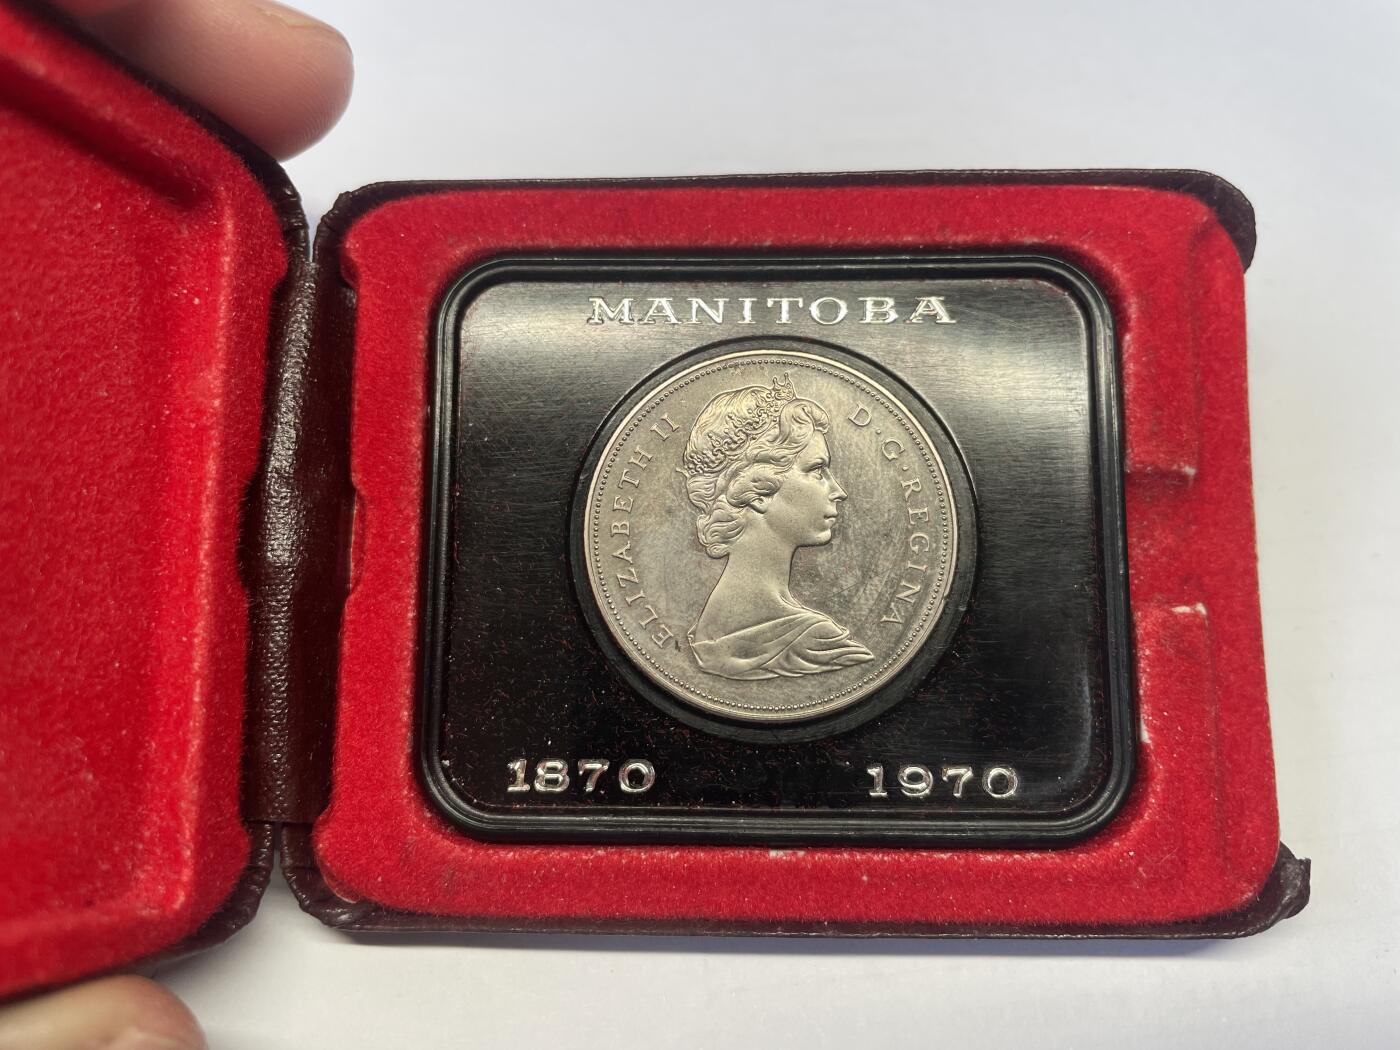 MANITOBA
ELIZABETH II D·G·REGINA
1870 1970